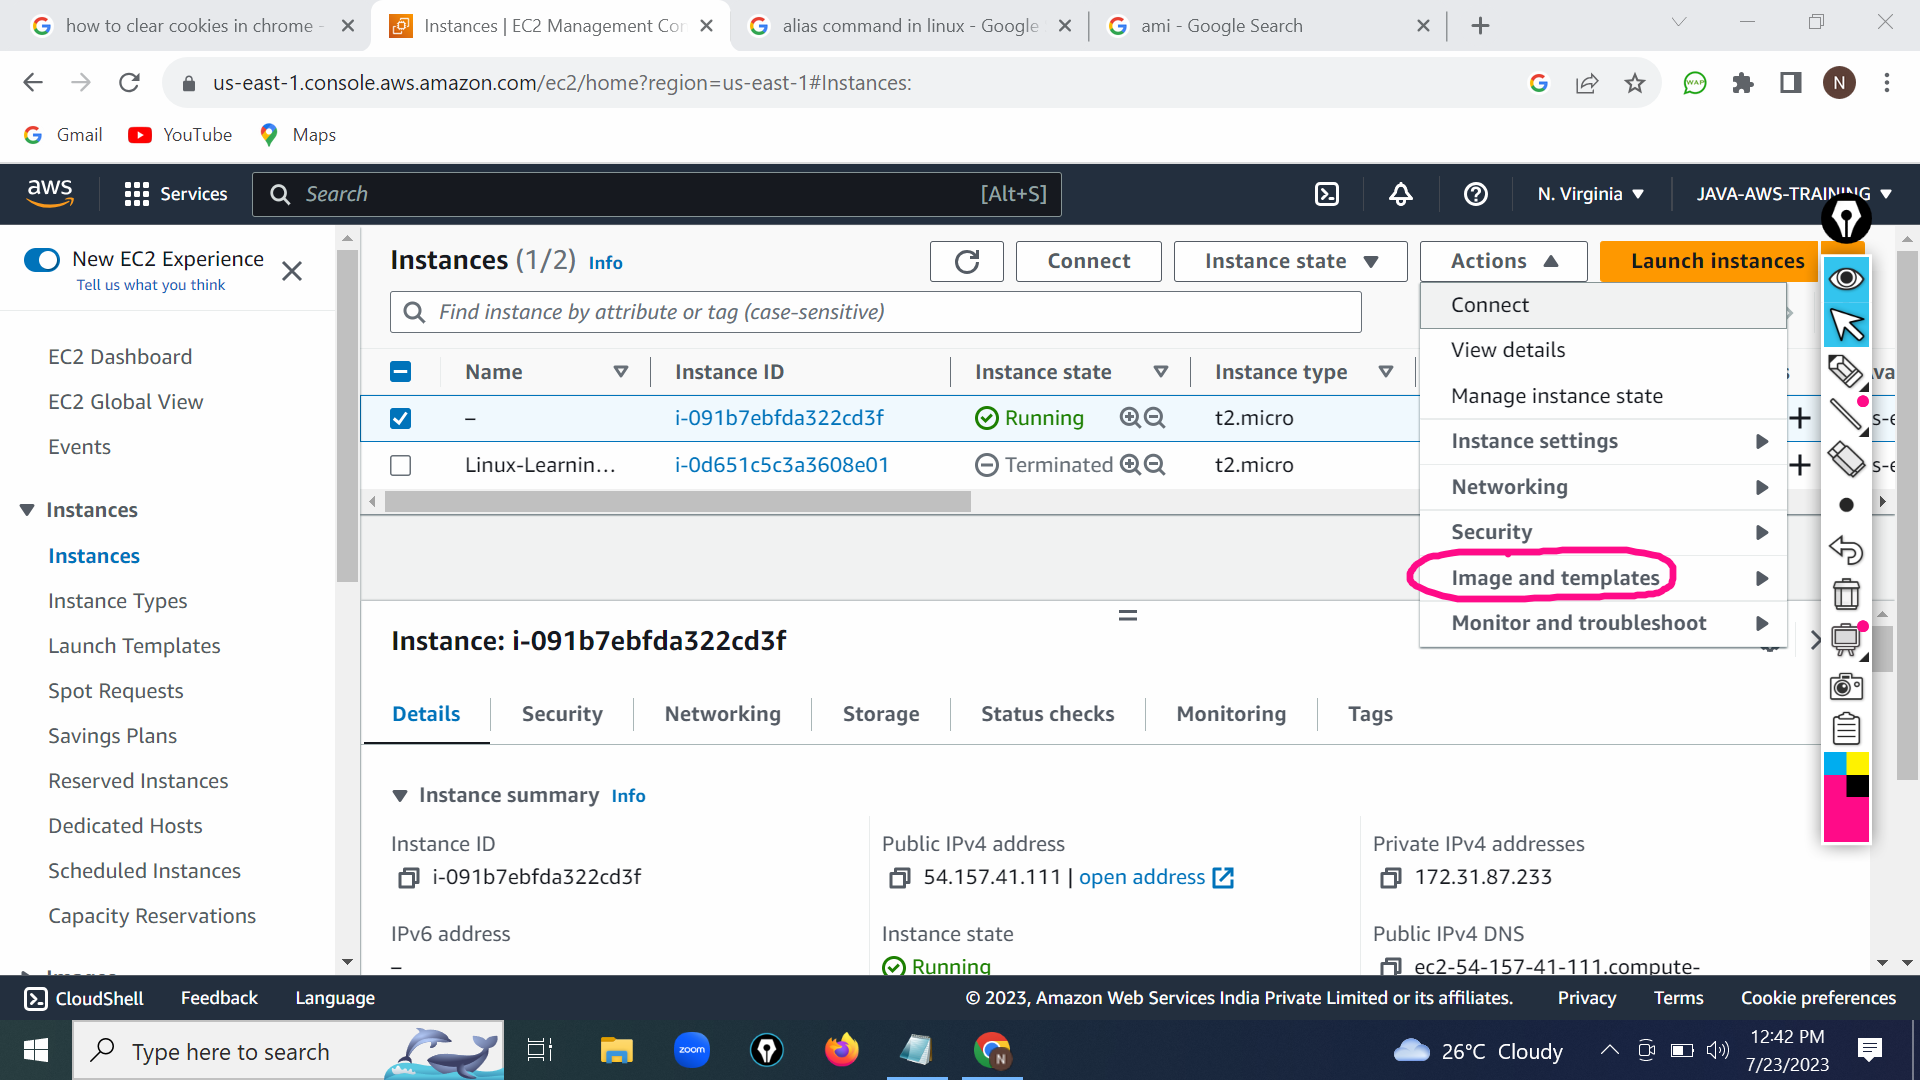 how to clear cookies in chrome -
Instances | EC2 Management Con
alias command in linux - Google
ami - Google Search
us-east-1.console.aws.amazon.com/ec2/home?region=us-east-1#Instances:
N
Gmail YouTube Maps
aws Services Search [Alt+S] N. Virginia JAVA-AWS-TRAINING
New EC2 Experience
Tell us what you think
EC2 Dashboard
EC2 Global View
Events
Instances
Instances
Instance Types
Launch Templates
Spot Requests
Savings Plans
Reserved Instances
Dedicated Hosts
Scheduled Instances
Capacity Reservations
Images
Instances (1/2) Info
Connect Instance state Actions Launch instances
Find instance by attribute or tag (case-sensitive)
Name Instance ID Instance state Instance type
– i-091b7ebfda322cd3f Running t2.micro
Linux-Learnin... i-0d651c5c3a3608e01 Terminated t2.micro
Connect
View details
Manage instance state
Instance settings
Networking
Security
Image and templates
Monitor and troubleshoot
Instance: i-091b7ebfda322cd3f
Details Security Networking Storage Status checks Monitoring Tags
Instance summary Info
Instance ID
i-091b7ebfda322cd3f
Public IPv4 address
54.157.41.111 | open address
Private IPv4 addresses
172.31.87.233
IPv6 address
–
Instance state
Running
Public IPv4 DNS
ec2-54-157-41-111.compute-
CloudShell Feedback Language © 2023, Amazon Web Services India Private Limited or its affiliates. Privacy Terms Cookie preferences
Type here to search
zoom
N
26°C Cloudy
12:42 PM
7/23/2023